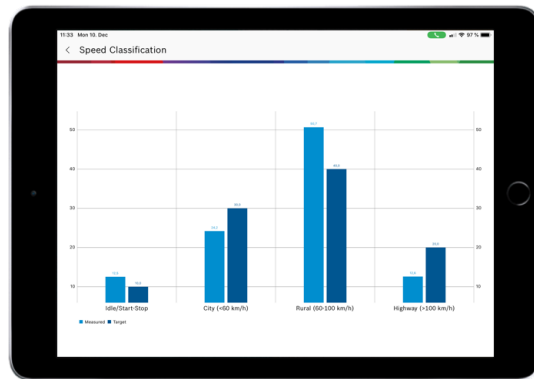 11:33 Mon 10. Dec 97 %
Speed Classification
50 50
40 40
30 30
20 20
10 10
Idle/Start-Stop City (<60 km/h) Rural (60-100 km/h) Highway (>100 km/h)
Measured Target